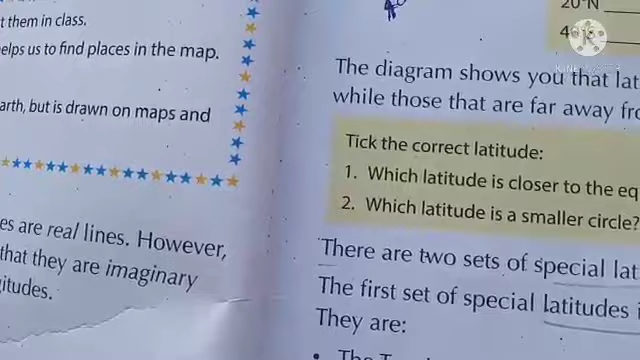 t them in class.
elps us to find places in the map.
arth, but is drawn on maps and
es are real lines. However,
that they are imaginary
gitudes.
20°N
The diagram shows you that lat
while those that are far away fro
Tick the correct latitude:
1. Which latitude is closer to the eq
2. Which latitude is a smaller circle?
There are two sets of special lat
The first set of special latitudes i
They are:
• The T